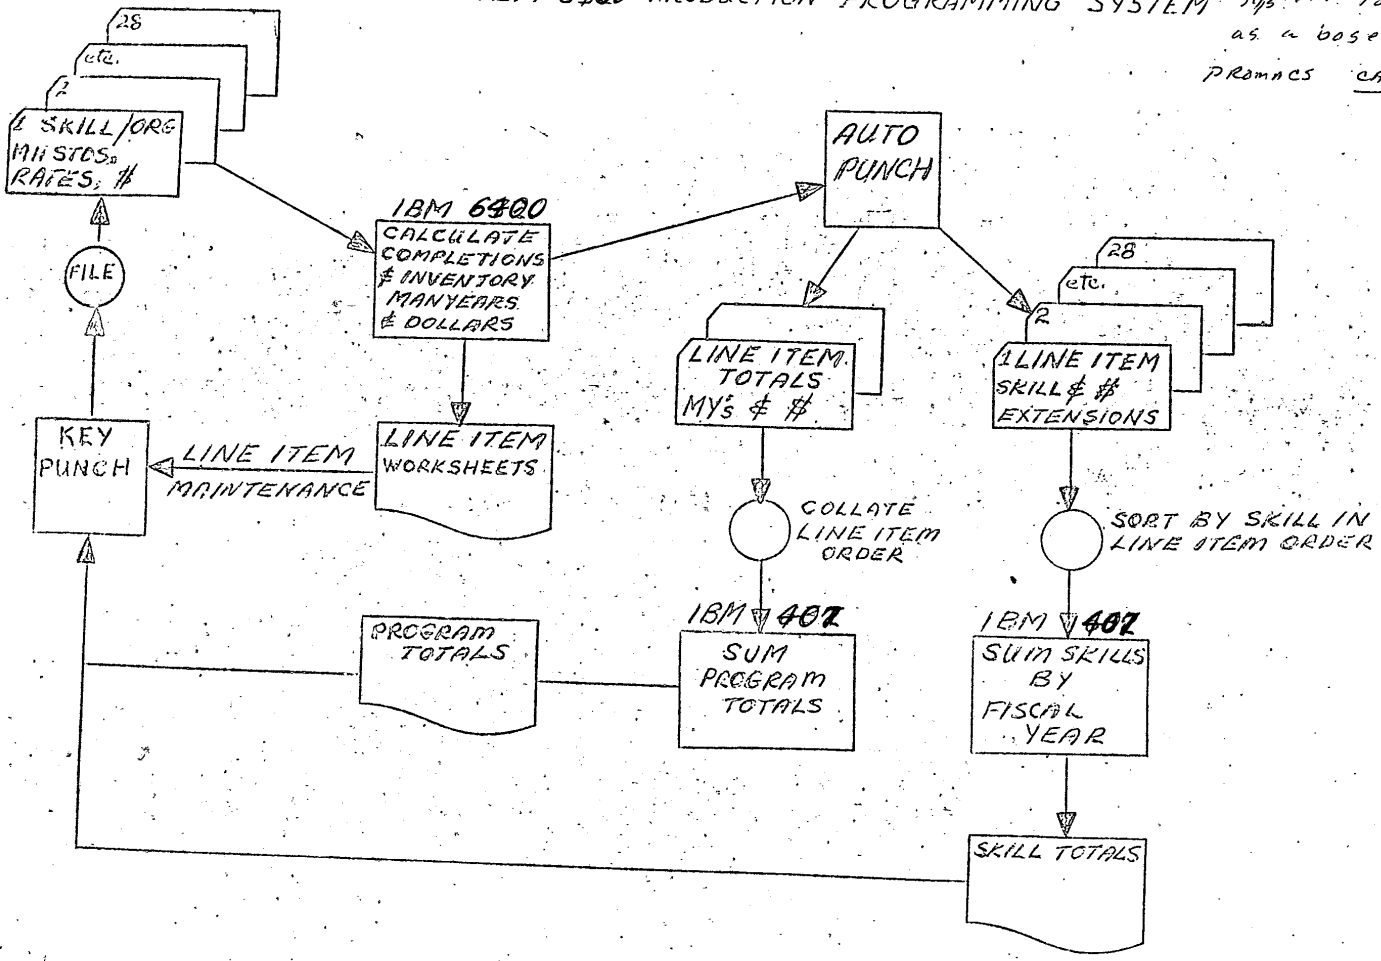 PRODUCTION PROGRAMMING SYSTEM
as a base
PROMACS
28
etc.
2
1 SKILL/ORG
RATES, $
FILE
KEY
PUNCH
LINE ITEM
MAINTENANCE
IBM 6400
CALCULATE
COMPLETIONS
& INVENTORY
MANYEARS
& DOLLARS
LINE ITEM
WORKSHEETS
AUTO
PUNCH
LINE ITEM
TOTALS
MY's & $
28
etc.
2
1 LINE ITEM
SKILL & $
EXTENSIONS
COLLATE
LINE ITEM
ORDER
SORT BY SKILL IN
LINE ITEM ORDER
IBM 407
SUM
PROGRAM
TOTALS
PROGRAM
TOTALS
IBM 407
SUM SKILLS
BY
FISCAL
YEAR
SKILL TOTALS